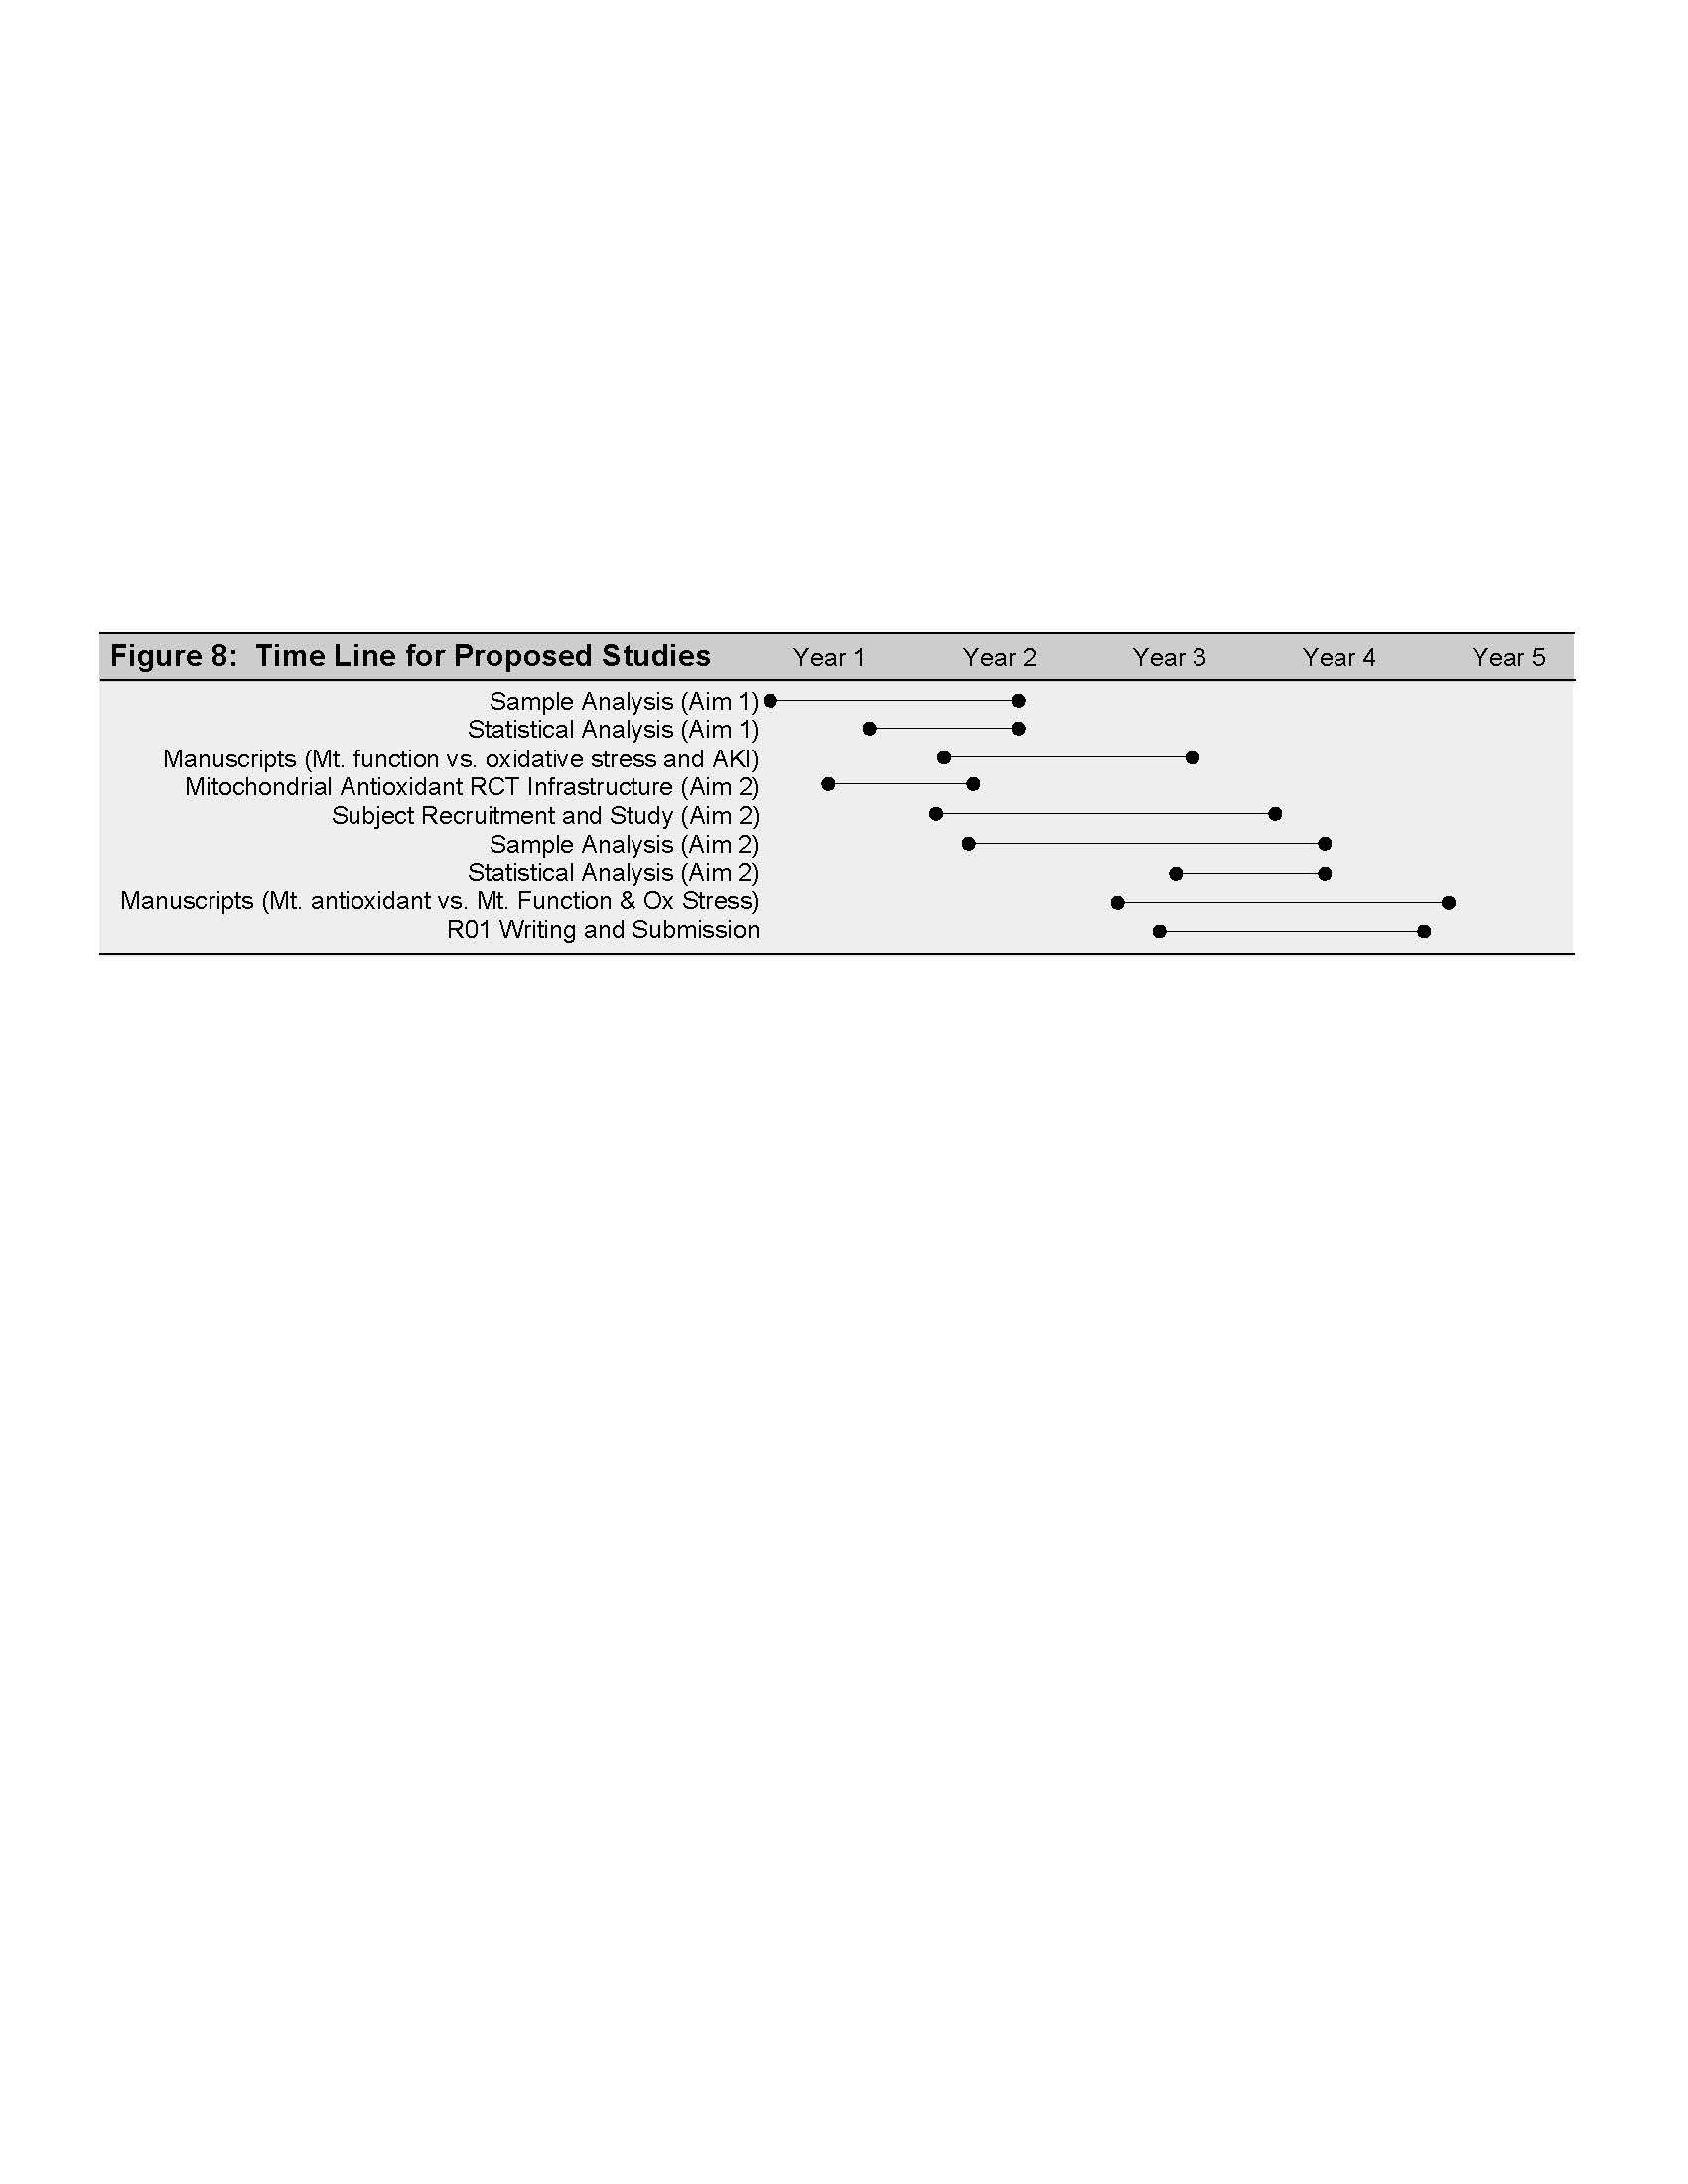 Figure 8: Time Line for Proposed Studies Year 1 Year 2 Year 3 Year 4 Year 5
Sample Analysis (Aim 1)
Statistical Analysis (Aim 1)
Manuscripts (Mt. function vs. oxidative stress and AKI)
Mitochondrial Antioxidant RCT Infrastructure (Aim 2)
Subject Recruitment and Study (Aim 2)
Sample Analysis (Aim 2)
Statistical Analysis (Aim 2)
Manuscripts (Mt. antioxidant vs. Mt. Function & Ox Stress)
R01 Writing and Submission